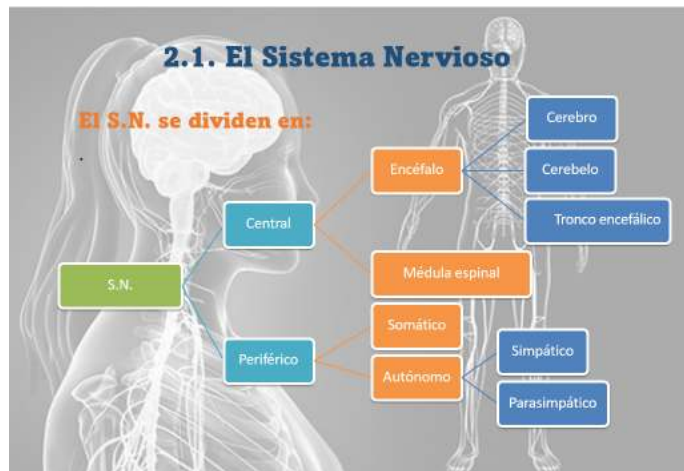 2.1. El Sistema Nervioso
El S.N. se dividen en:
.
S.N.
Central
Encéfalo
Cerebro
Cerebelo
Tronco encefálico
Médula espinal
Periférico
Somático
Autónomo
Simpático
Parasimpático